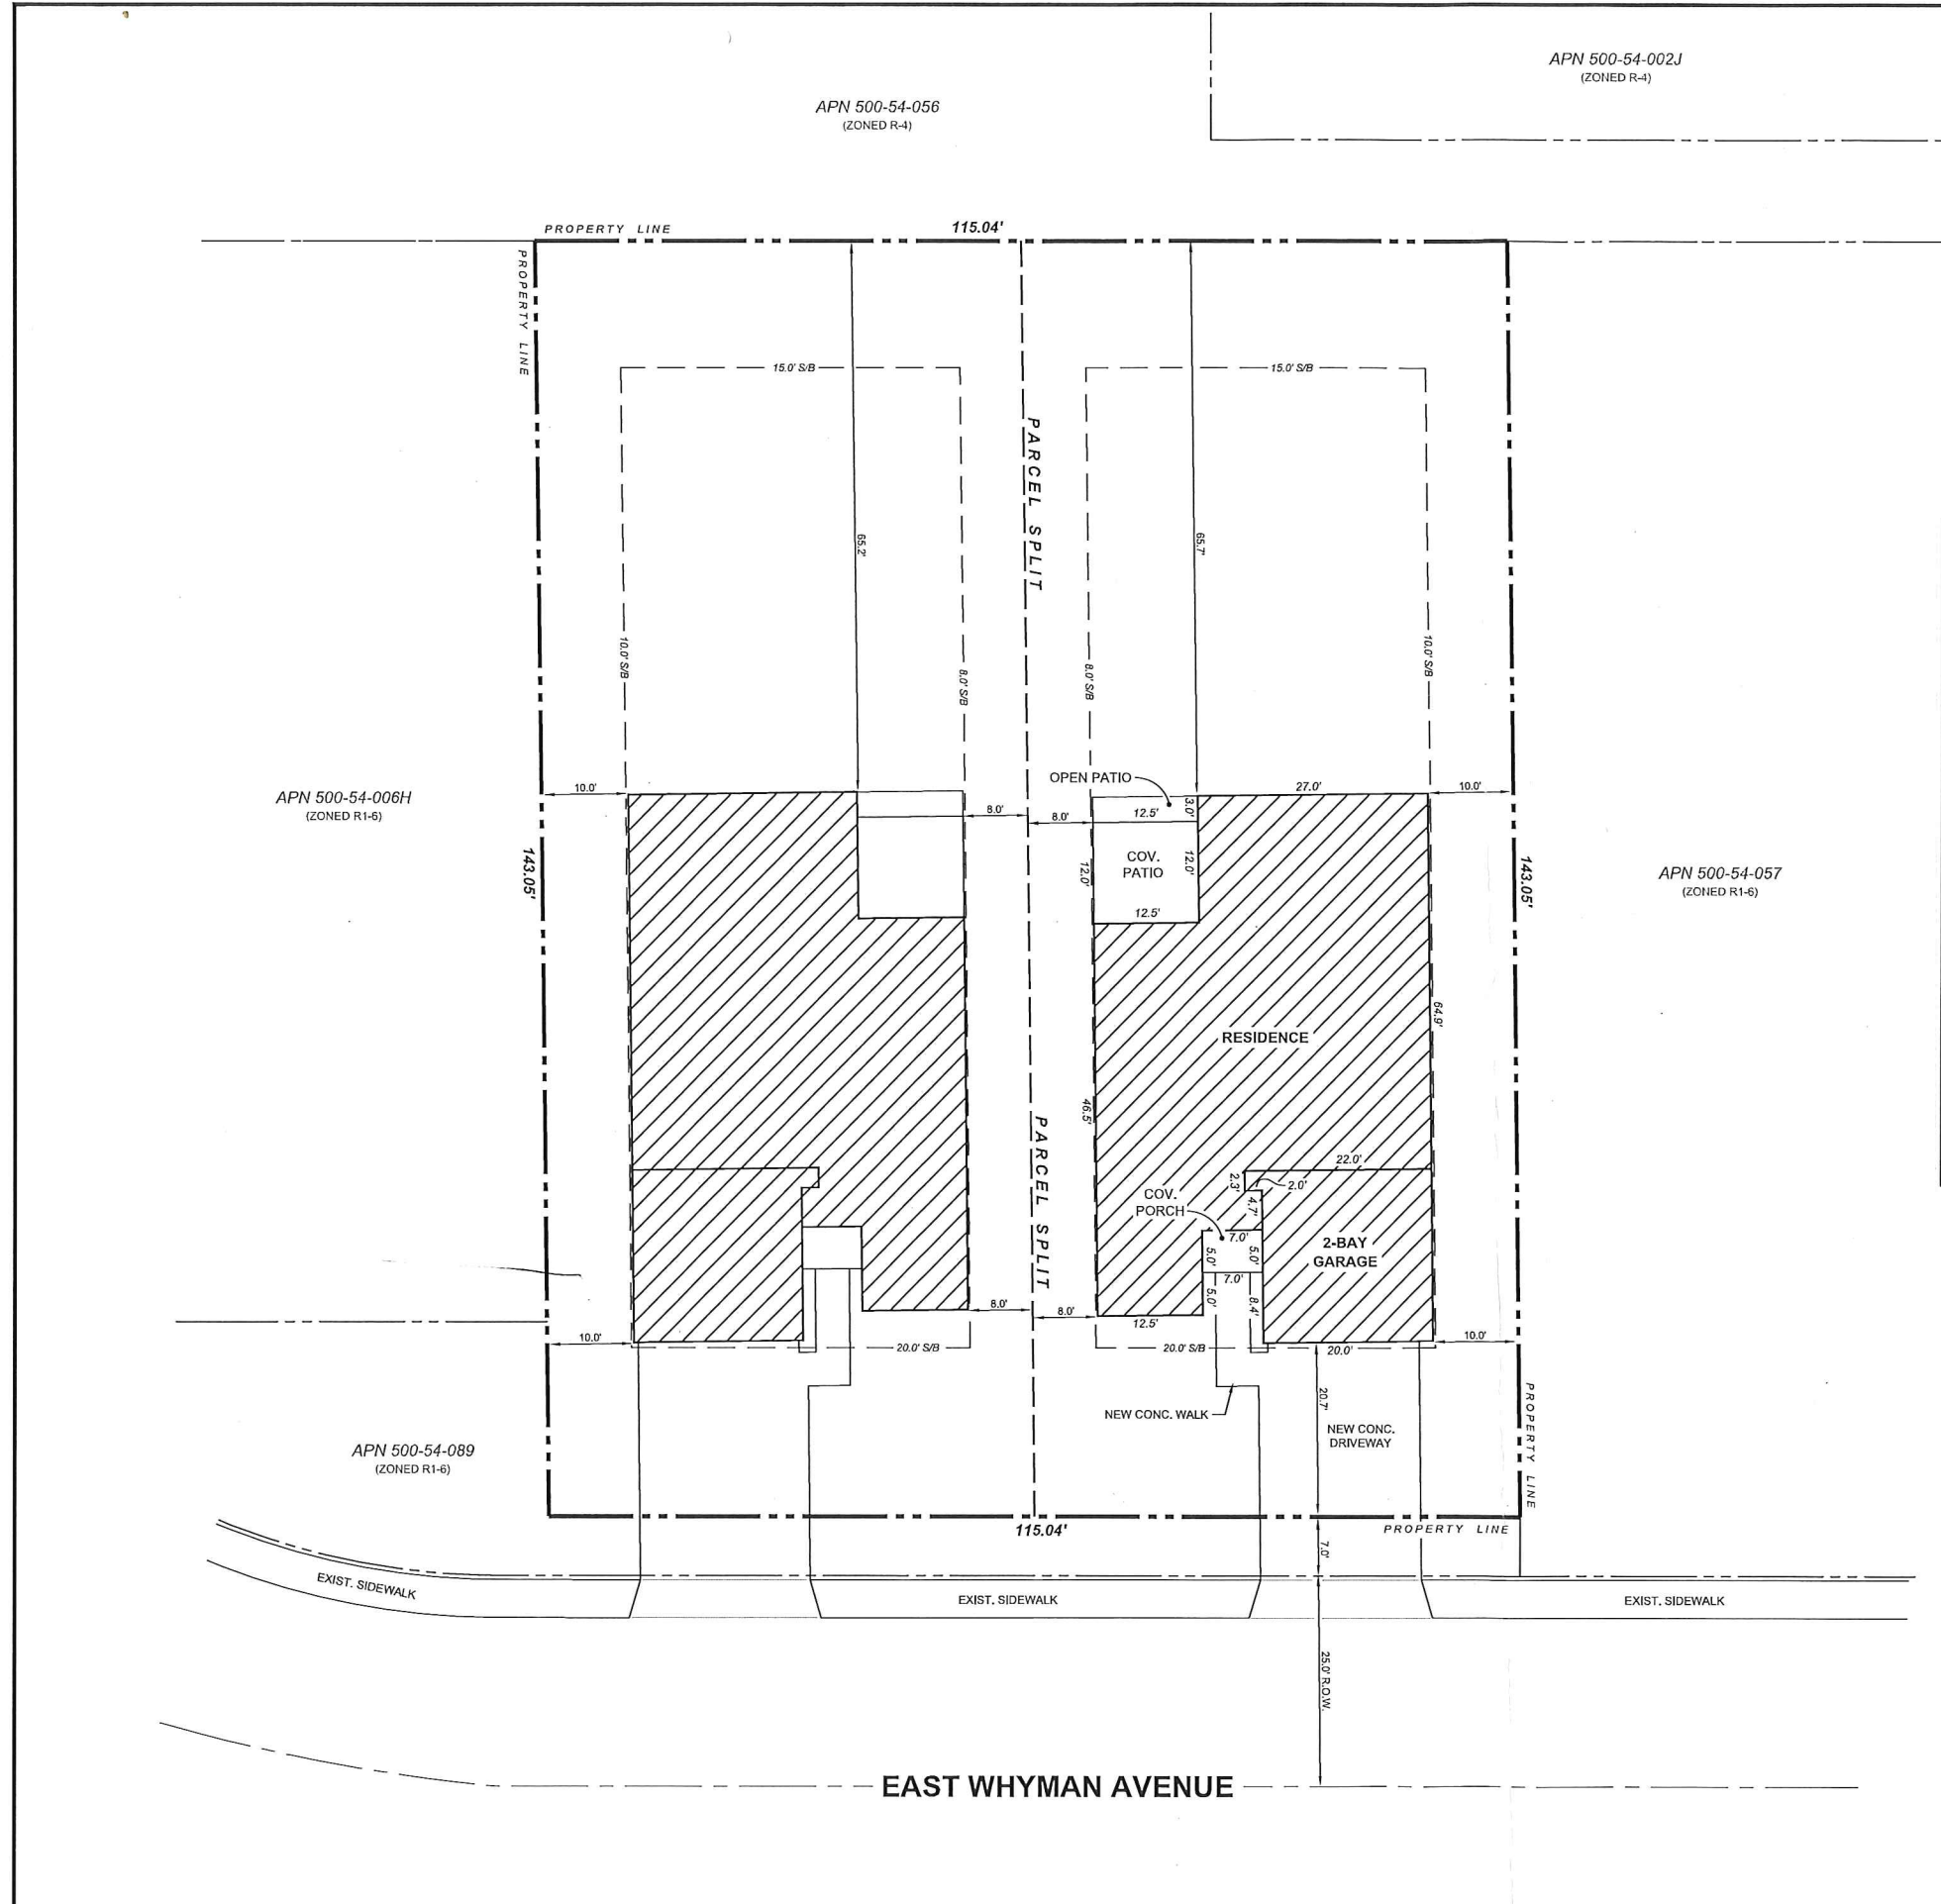 APN 500-54-002J
(ZONED R-4)
APN 500-54-056
(ZONED R-4)
PROPERTY LINE
115.04'
PROPERTY LINE
15.0' S/B
15.0' S/B
PARCEL SPLIT
65.2'
65.7'
10.0' S/B
8.0' S/B
8.0' S/B
10.0' S/B
APN 500-54-006H
(ZONED R1-6)
143.05'
10.0'
8.0'
8.0'
OPEN PATIO
12.5'
3.0'
27.0'
10.0'
COV.
PATIO
12.0'
12.0'
12.5'
143.05'
APN 500-54-057
(ZONED R1-6)
64.9'
RESIDENCE
46.5'
PARCEL SPLIT
22.0'
2.3'
2.0'
4.7'
COV.
PORCH
7.0'
5.0'
5.0'
7.0'
5.0'
8.4'
2-BAY
GARAGE
8.0'
8.0'
12.5'
10.0'
10.0'
20.0' S/B
20.0' S/B
20.0'
20.7'
NEW CONC. WALK
NEW CONC.
DRIVEWAY
PROPERTY LINE
APN 500-54-089
(ZONED R1-6)
115.04'
PROPERTY LINE
7.0'
EXIST. SIDEWALK
EXIST. SIDEWALK
EXIST. SIDEWALK
25.0' R.O.W.
EAST WHYMAN AVENUE